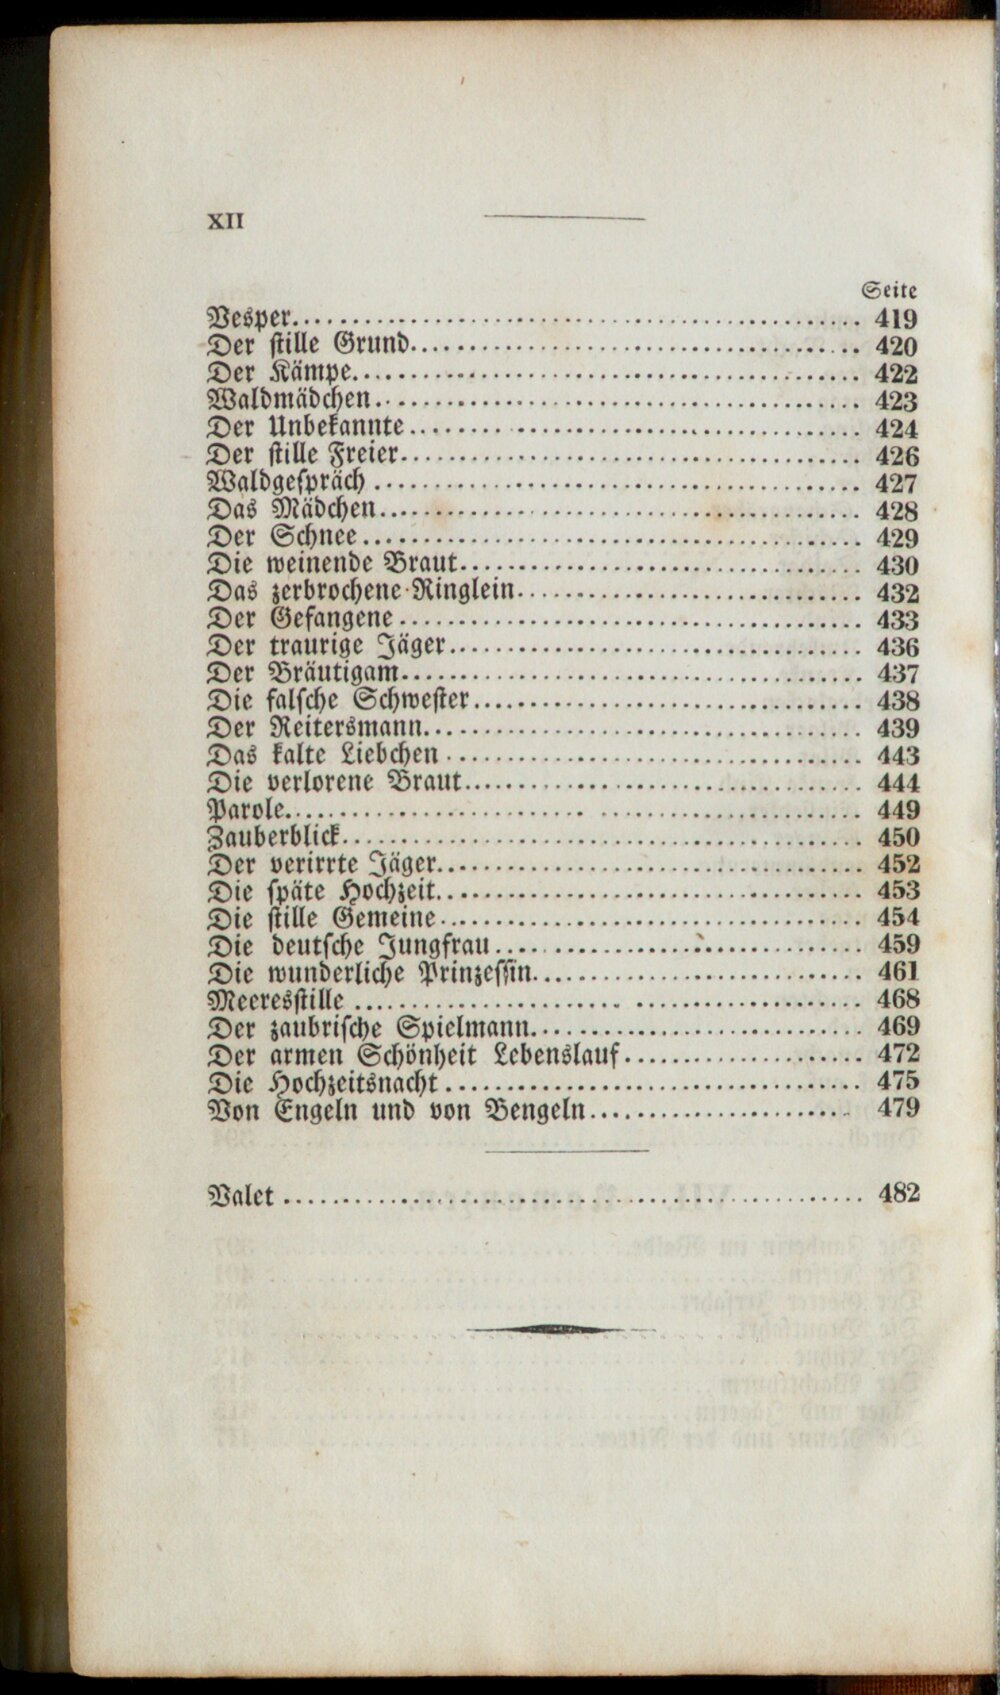 XII
Seite
Vesper........................................ 419
Der stille Grund........................................ 420
Der Kämpe........................................ 422
Waldmädchen........................................ 423
Der Unbekannte........................................ 424
Der stille Freier........................................ 426
Waldgespräch........................................ 427
Das Mädchen........................................ 428
Der Schnee........................................ 429
Die weinende Braut........................................ 430
Das zerbrochene Ringlein........................................ 432
Der Gefangene........................................ 433
Der traurige Jäger........................................ 436
Der Bräutigam........................................ 437
Die falsche Schwester........................................ 438
Der Reitersmann........................................ 439
Das kalte Liebchen........................................ 443
Die verlorene Braut........................................ 444
Parole........................................ 449
Zauberblick........................................ 450
Der verirrte Jäger........................................ 452
Die späte Hochzeit........................................ 453
Die stille Gemeine........................................ 454
Die deutsche Jungfrau........................................ 459
Die wunderliche Prinzessin........................................ 461
Meeresstille........................................ 468
Der zaubrische Spielmann........................................ 469
Der armen Schönheit Lebenslauf........................................ 472
Die Hochzeitsnacht........................................ 475
Von Engeln und von Bengeln........................................ 479
Valet........................................ 482